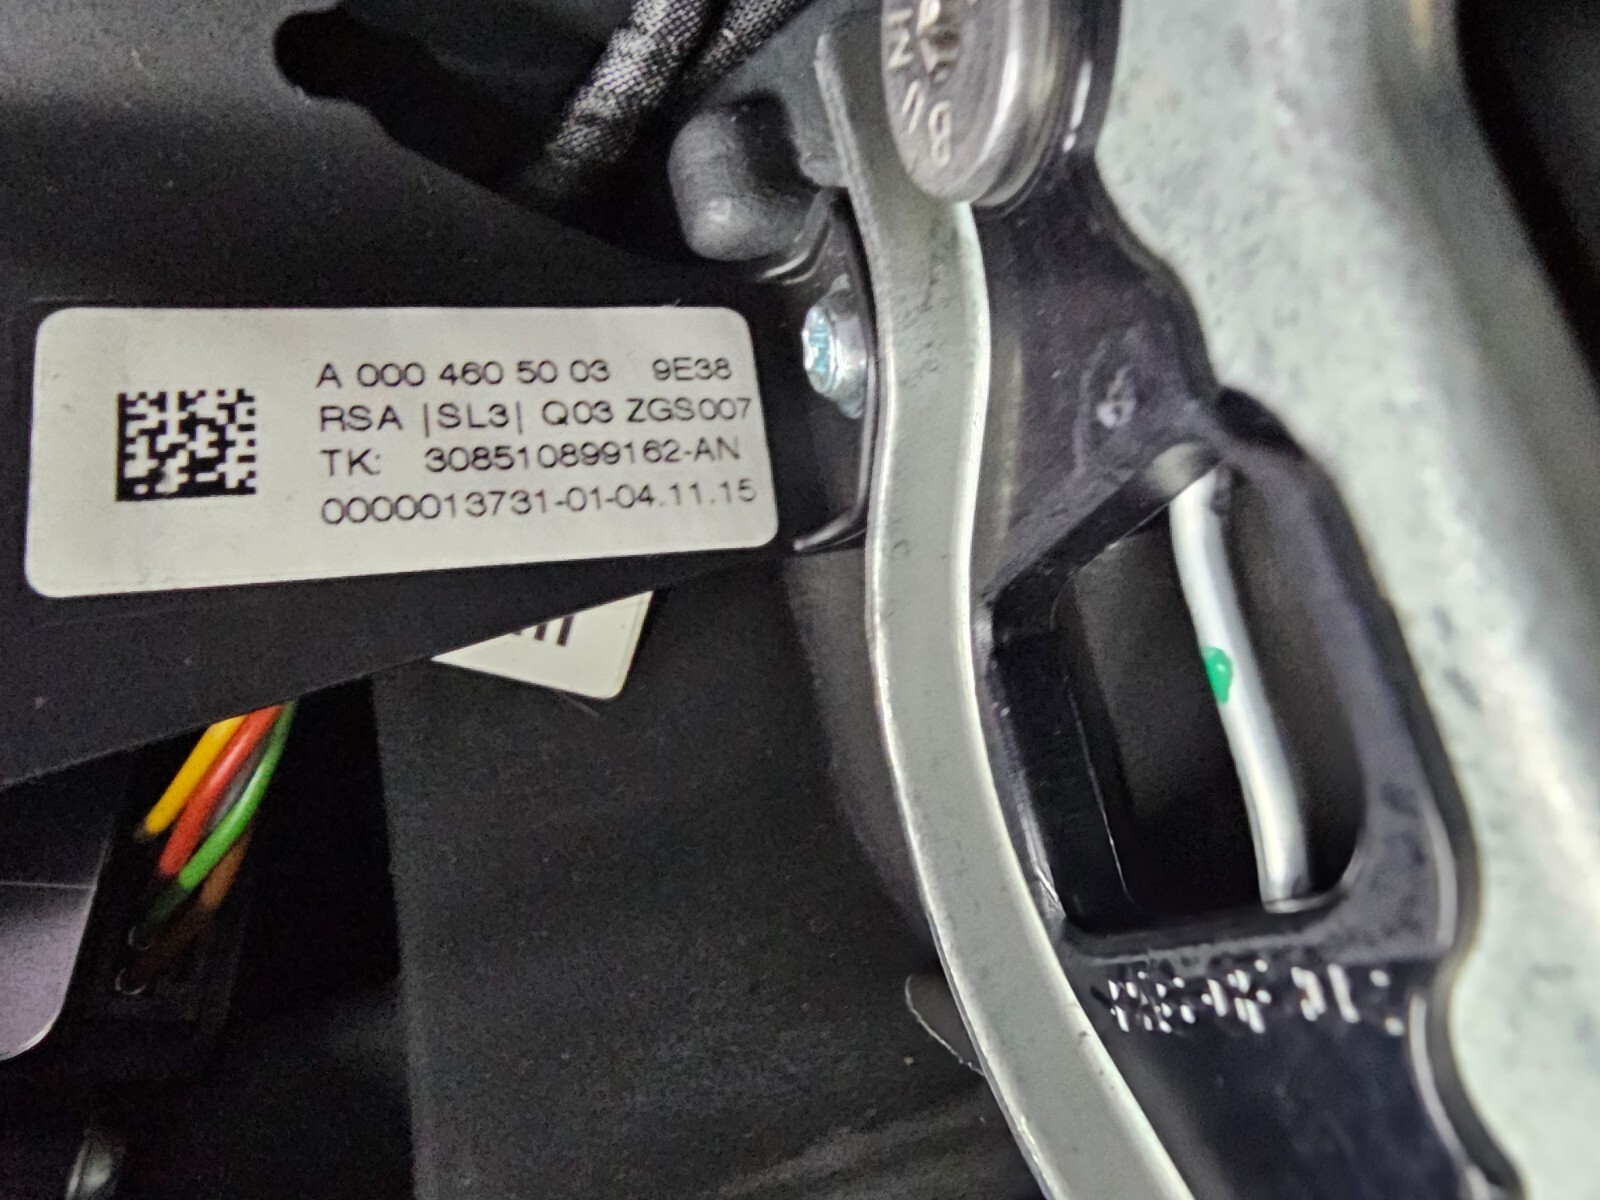 A 000 460 50 03 9E38
RSA |SL3| Q03 ZGS007
TK: 308510899162-AN
0000013731-01-04.11.15